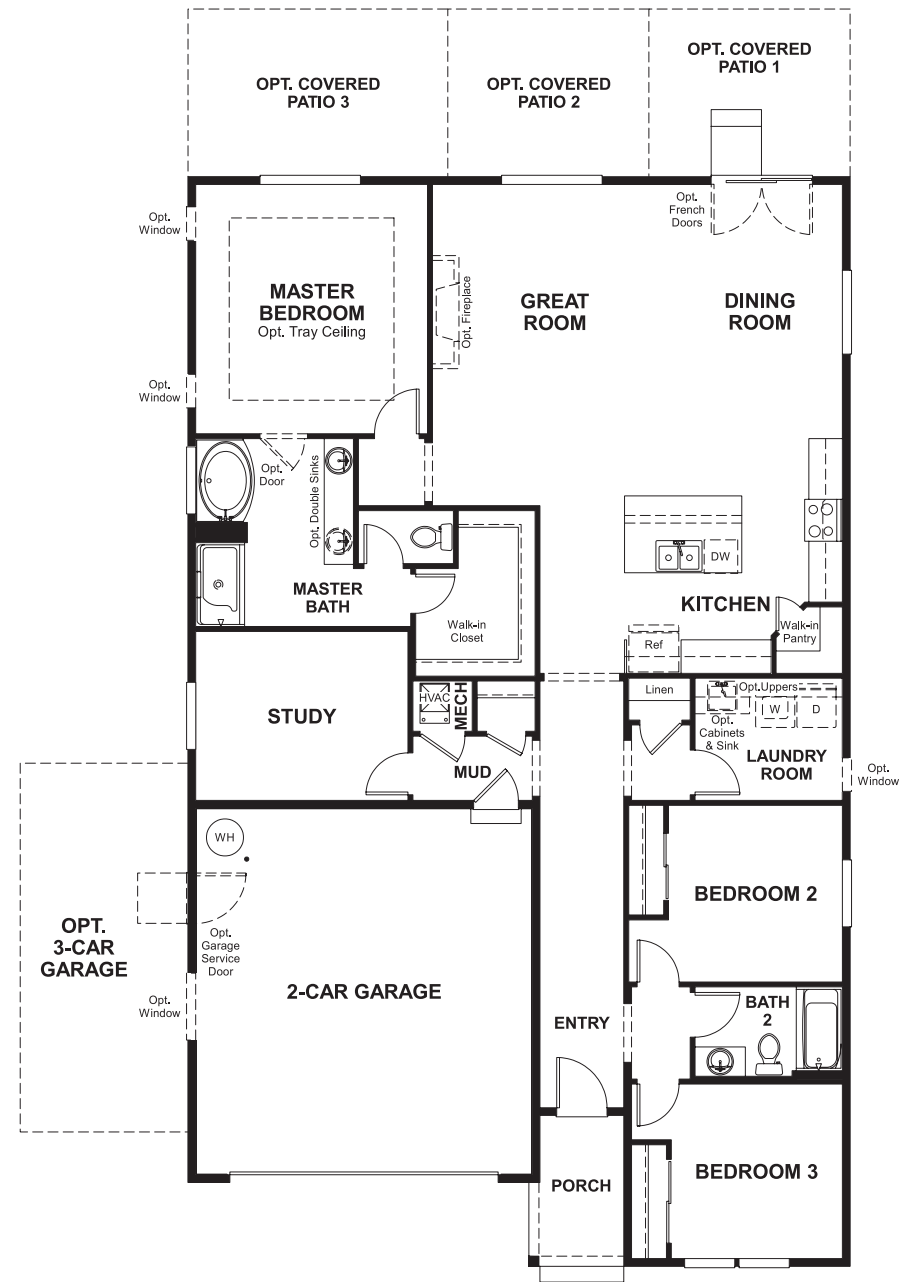 OPT. COVERED
PATIO 3
OPT. COVERED
PATIO 2
OPT. COVERED
PATIO 1
Opt.
Window
Opt.
French
Doors
MASTER
BEDROOM
Opt. Tray Ceiling
Opt. Fireplace
GREAT
ROOM
DINING
ROOM
Opt.
Window
Opt.
Door
Opt. Double Sinks
MASTER
BATH
DW
KITCHEN
Walk-in
Closet
Walk-in
Pantry
Ref
STUDY
HVAC
MECH
Linen
Opt.Uppers
W
D
Opt.
Cabinets
& Sink
LAUNDRY
ROOM
MUD
Opt.
Window
WH
OPT.
3-CAR
GARAGE
Opt.
Garage
Service
Door
Opt.
Window
2-CAR GARAGE
BEDROOM 2
ENTRY
BATH
2
PORCH
BEDROOM 3